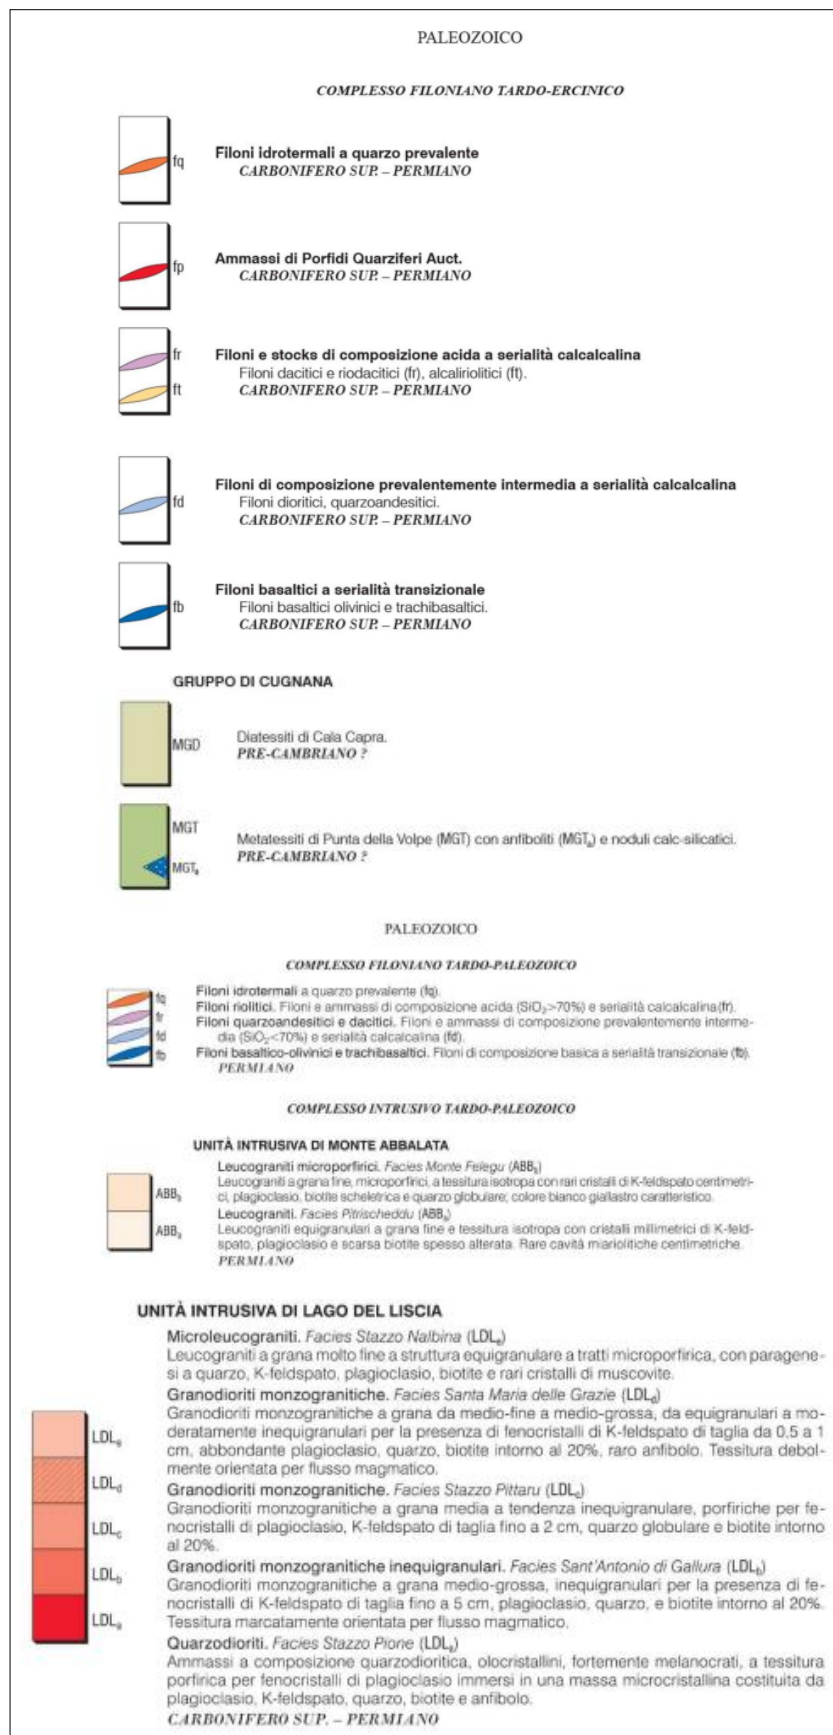 PALEOZOICO
COMPLESSO FILONIANO TARDO-ERCINICO
fq
Filoni idrotermali a quarzo prevalente
CARBONIFERO SUP. – PERMIANO
fp
Ammassi di Porfidi Quarziferi Auct.
CARBONIFERO SUP. – PERMIANO
fr
ft
Filoni e stocks di composizione acida a serialità calcalcalina
Filoni dacitici e riodacitici (fr), alcaliriolitici (ft).
CARBONIFERO SUP. – PERMIANO
fd
Filoni di composizione prevalentemente intermedia a serialità calcalcalina
Filoni dioritici, quarzoandesitici.
CARBONIFERO SUP. – PERMIANO
fb
Filoni basaltici a serialità transizionale
Filoni basaltici olivinici e trachibasaltici.
CARBONIFERO SUP. – PERMIANO
GRUPPO DI CUGNANA
MGD
Diatessiti di Cala Capra.
PRE-CAMBRIANO ?
MGT
MGTa
Metatessiti di Punta della Volpe (MGT) con anfiboliti (MGTa) e noduli calc-silicatici.
PRE-CAMBRIANO ?
PALEOZOICO
COMPLESSO FILONIANO TARDO-PALEOZOICO
fq
fr
fd
fb
Filoni idrotermali a quarzo prevalente (fq).
Filoni riolitici. Filoni e ammassi di composizione acida (SiO2>70%) e serialità calcalcalina(fr).
Filoni quarzoandesitici e dacitici. Filoni e ammassi di composizione prevalentemente interme-
dia (SiO2<70%) e serialità calcalcalina (fd).
Filoni basaltico-olivinici e trachibasaltici. Filoni di composizione basica a serialità transizionale (fb).
PERMIANO
COMPLESSO INTRUSIVO TARDO-PALEOZOICO
UNITÀ INTRUSIVA DI MONTE ABBALATA
ABBb
ABBa
Leucograniti microporfirici. Facies Monte Felegu (ABBb)
Leucograniti a grana fine, microporfirici, a tessitura isotropa con rari cristalli di K-feldspato centimetri-
ci, plagioclasio, biotite scheletrica e quarzo globulare; colore bianco giallastro caratteristico.
Leucograniti. Facies Pitrischeddu (ABBa)
Leucograniti equigranulari a grana fine e tessitura isotropa con cristalli millimetrici di K-feld-
spato, plagioclasio e scarsa biotite spesso alterata. Rare cavità miarolitiche centimetriche.
PERMIANO
UNITÀ INTRUSIVA DI LAGO DEL LISCIA
LDLe
LDLd
LDLc
LDLb
LDLa
Microleucograniti. Facies Stazzo Nalbina (LDLe)
Leucograniti a grana molto fine a struttura equigranulare a tratti microporfirica, con paragene-
si a quarzo, K-feldspato, plagioclasio, biotite e rari cristalli di muscovite.
Granodioriti monzogranitiche. Facies Santa Maria delle Grazie (LDLd)
Granodioriti monzogranitiche a grana da medio-fine a medio-grossa, da equigranulari a mo-
deratamente inequigranulari per la presenza di fenocristalli di K-feldspato di taglia da 0,5 a 1
cm, abbondante plagioclasio, quarzo, biotite intorno al 20%, raro anfibolo. Tessitura debol-
mente orientata per flusso magmatico.
Granodioriti monzogranitiche. Facies Stazzo Pittaru (LDLc)
Granodioriti monzogranitiche a grana media a tendenza inequigranulare, porfiriche per fe-
nocristalli di plagioclasio, K-feldspato di taglia fino a 2 cm, quarzo globulare e biotite intorno
al 20%.
Granodioriti monzogranitiche inequigranulari. Facies Sant'Antonio di Gallura (LDLb)
Granodioriti monzogranitiche a grana medio-grossa, inequigranulari per la presenza di fe-
nocristalli di K-feldspato di taglia fino a 5 cm, plagioclasio, quarzo, e biotite intorno al 20%.
Tessitura marcatamente orientata per flusso magmatico.
Quarzodioriti. Facies Stazzo Pione (LDLa)
Ammassi a composizione quarzodioritica, olocristallini, fortemente melanocrati, a tessitura
porfirica per fenocristalli di plagioclasio immersi in una massa microcristallina costituita da
plagioclasio, K-feldspato, quarzo, biotite e anfibolo.
CARBONIFERO SUP. – PERMIANO